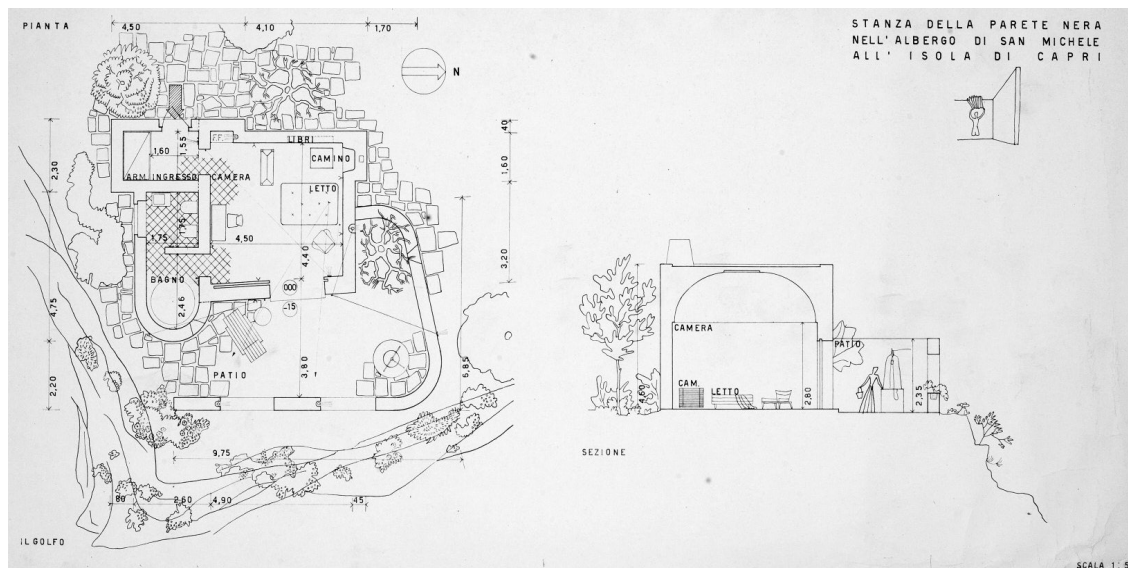 PIANTA
4,50
4,10
1,70
N
STANZA DELLA PARETE NERA
NELL'ALBERGO DI SAN MICHELE
ALL' ISOLA DI CAPRI
40
1,60
3,20
2,30
4,75
2,20
1,55
1,60
LIBRI
CAMINO
ARM. INGRESSO
CAMERA
LETTO
1,75
4,50
4,40
BAGNO
2,46
000
-15
PATIO
3,80
5,85
9,75
80
2,60
4,90
45
IL GOLFO
CAMERA
PATIO
CAM.
LETTO
4,60
2,80
2,35
SEZIONE